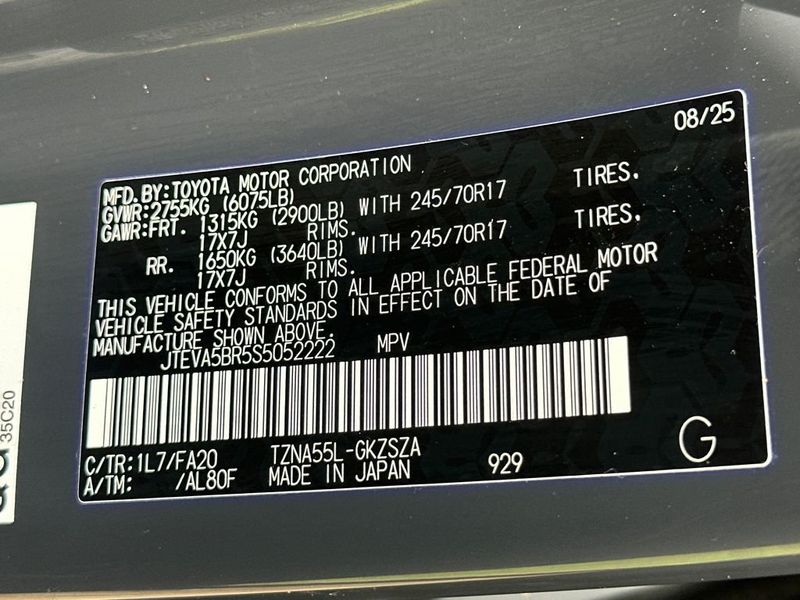 08/25
MFD.BY:TOYOTA MOTOR CORPORATION
GVWR:2755KG (6075LB)
GAWR:FRT. 1315KG (2900LB) WITH 245/70R17 TIRES.
17X7J RIMS.
RR. 1650KG (3640LB) WITH 245/70R17 TIRES.
17X7J RIMS.
THIS VEHICLE CONFORMS TO ALL APPLICABLE FEDERAL MOTOR
VEHICLE SAFETY STANDARDS IN EFFECT ON THE DATE OF
MANUFACTURE SHOWN ABOVE.
JTEVA5BR5S5052222 MPV
C/TR:1L7/FA20 TZNA55L-GKZSZA
A/TM: /AL80F MADE IN JAPAN 929 G
35C20